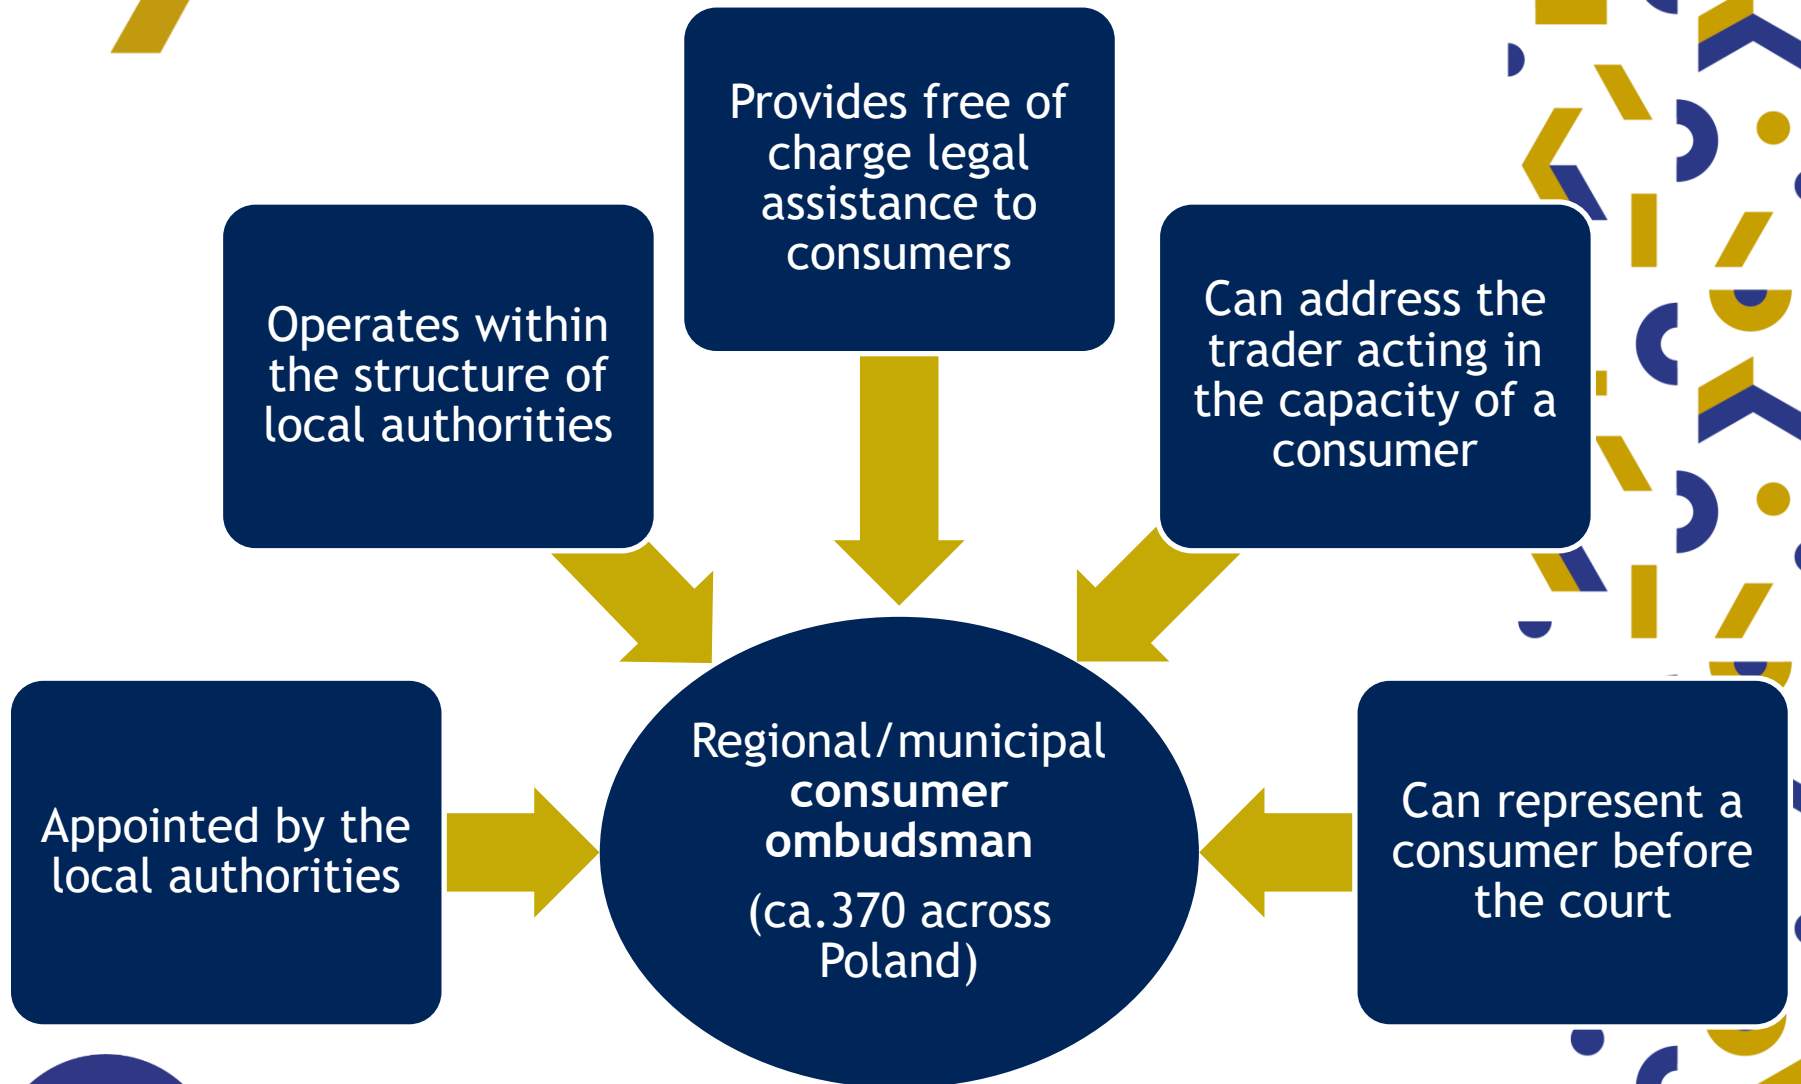 Provides free of
charge legal
assistance to
consumers
Operates within
the structure of
local authorities
Can address the
trader acting in
the capacity of a
consumer
Appointed by the
local authorities
Regional/municipal
consumer
ombudsman
(ca.370 across
Poland)
Can represent a
consumer before
the court